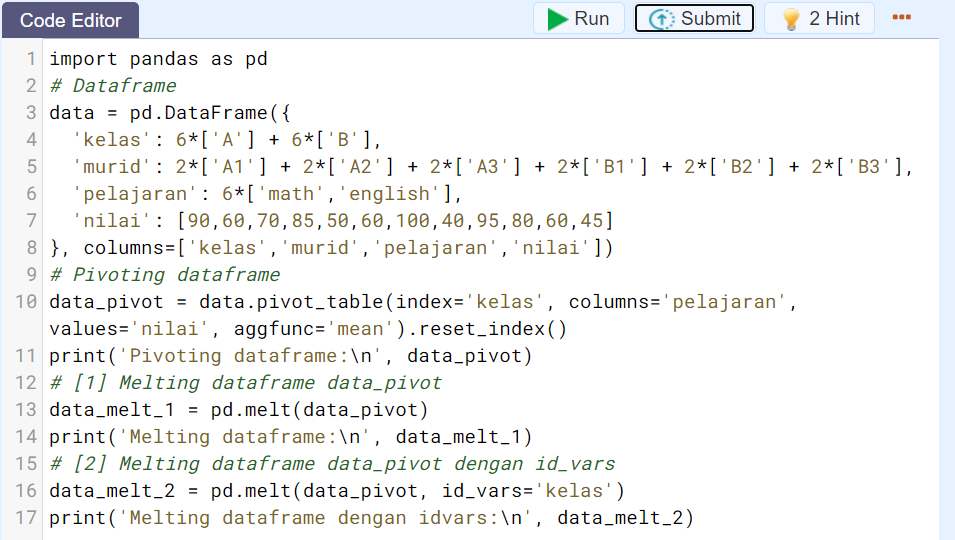 Code Editor
Run
Submit
2 Hint
1 import pandas as pd
2 # Dataframe
3 data = pd.DataFrame({
4   'kelas': 6*['A'] + 6*['B'],
5   'murid': 2*['A1'] + 2*['A2'] + 2*['A3'] + 2*['B1'] + 2*['B2'] + 2*['B3'],
6   'pelajaran': 6*['math','english'],
7   'nilai': [90,60,70,85,50,60,100,40,95,80,60,45]
8 }, columns=['kelas','murid','pelajaran','nilai'])
9 # Pivoting dataframe
10 data_pivot = data.pivot_table(index='kelas', columns='pelajaran',
values='nilai', aggfunc='mean').reset_index()
11 print('Pivoting dataframe:\n', data_pivot)
12 # [1] Melting dataframe data_pivot
13 data_melt_1 = pd.melt(data_pivot)
14 print('Melting dataframe:\n', data_melt_1)
15 # [2] Melting dataframe data_pivot dengan id_vars
16 data_melt_2 = pd.melt(data_pivot, id_vars='kelas')
17 print('Melting dataframe dengan idvars:\n', data_melt_2)